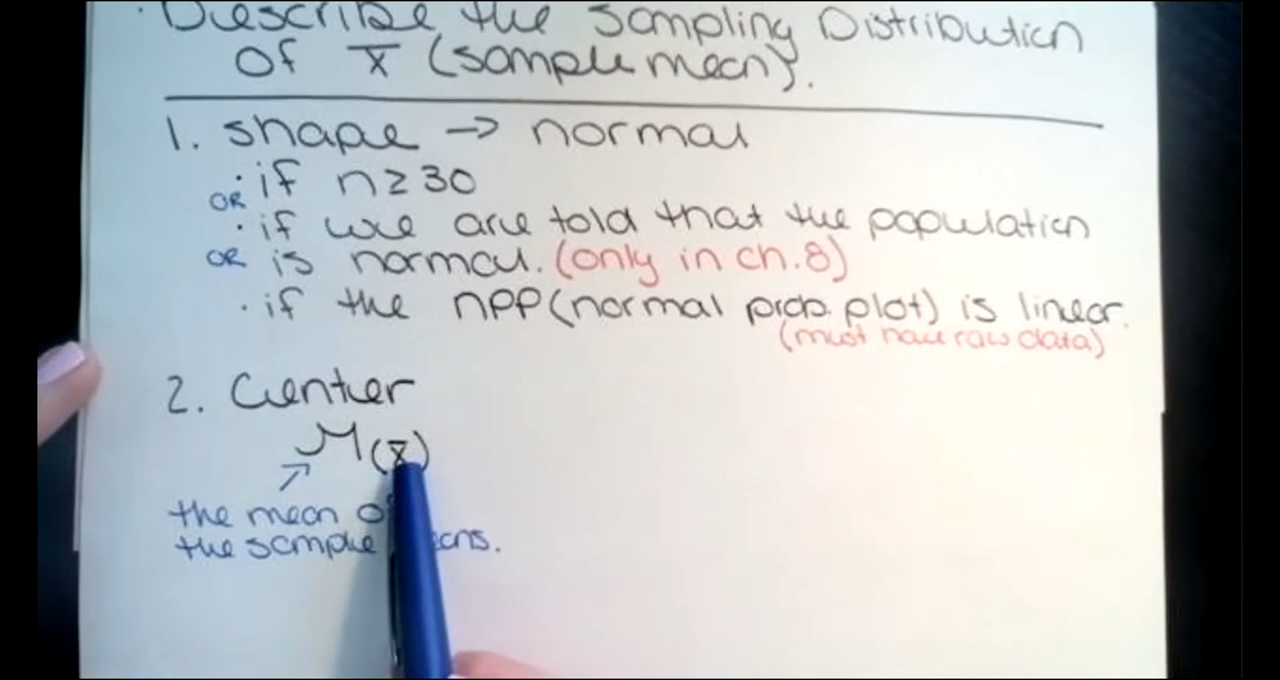 · Describe the Sampling Distribution
of x̅ (sample mean).
1. shape -> normal
· if n ≥ 30
OR
· if we are told that the population
OR is normal. (only in ch. 8)
· if the NPP (normal prob. plot) is linear.
(must have raw data)
2. Center
M(x̅)
the mean
the sample